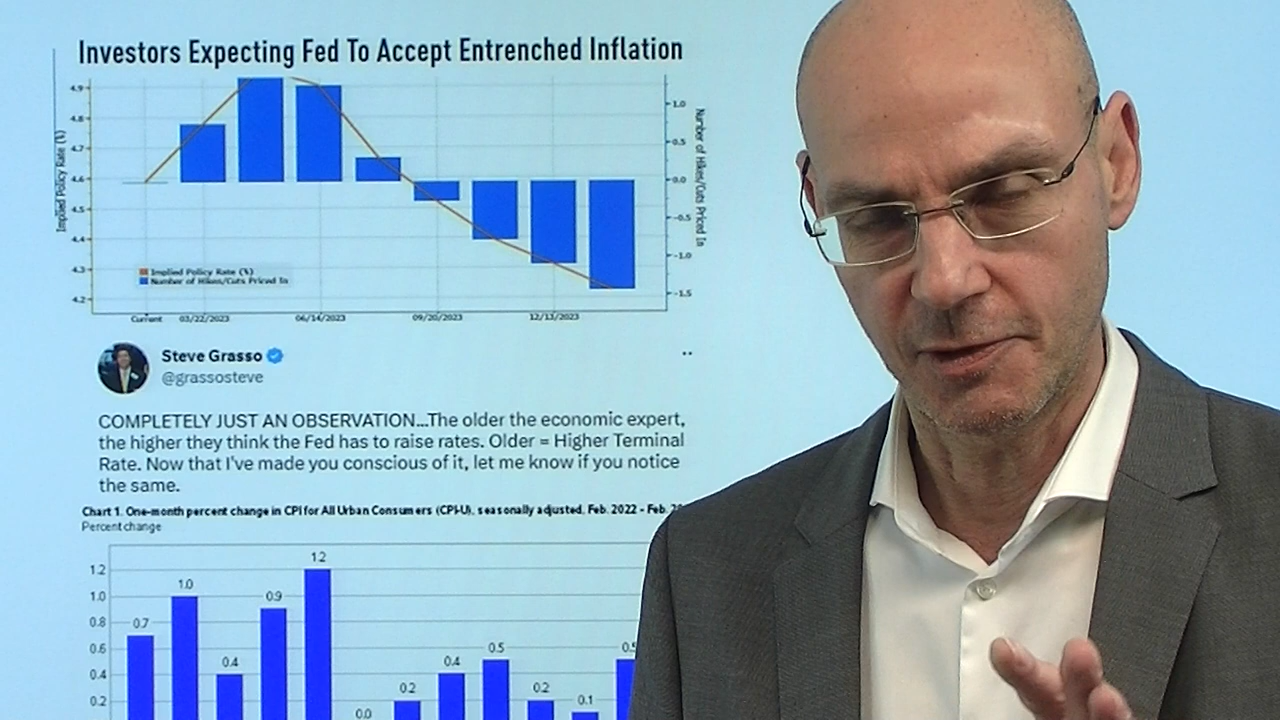 Investors Expecting Fed To Accept Entrenched Inflation
4.9
4.8
4.7
4.6
4.5
4.4
4.3
4.2
Implied Policy Rate (%)
1.0
0.5
0.0
-0.5
-1.0
-1.5
Number of Hikes/Cuts Priced In
Implied Policy Rate (%)
Number of Hikes/Cuts Priced In
Current 03/22/2023 06/14/2023 09/20/2023 12/13/2023
Steve Grasso
@grassosteve
COMPLETELY JUST AN OBSERVATION...The older the economic expert,
the higher they think the Fed has to raise rates. Older = Higher Terminal
Rate. Now that I've made you conscious of it, let me know if you notice
the same.
Chart 1. One-month percent change in CPI for All Urban Consumers (CPI-U), seasonally adjusted, Feb. 2022 - Feb.
Percent change
1.2
1.0
0.8
0.6
0.4
0.2
0.7 1.0 0.4 0.9 1.2 0.0 0.2 0.4 0.5 0.2 0.1